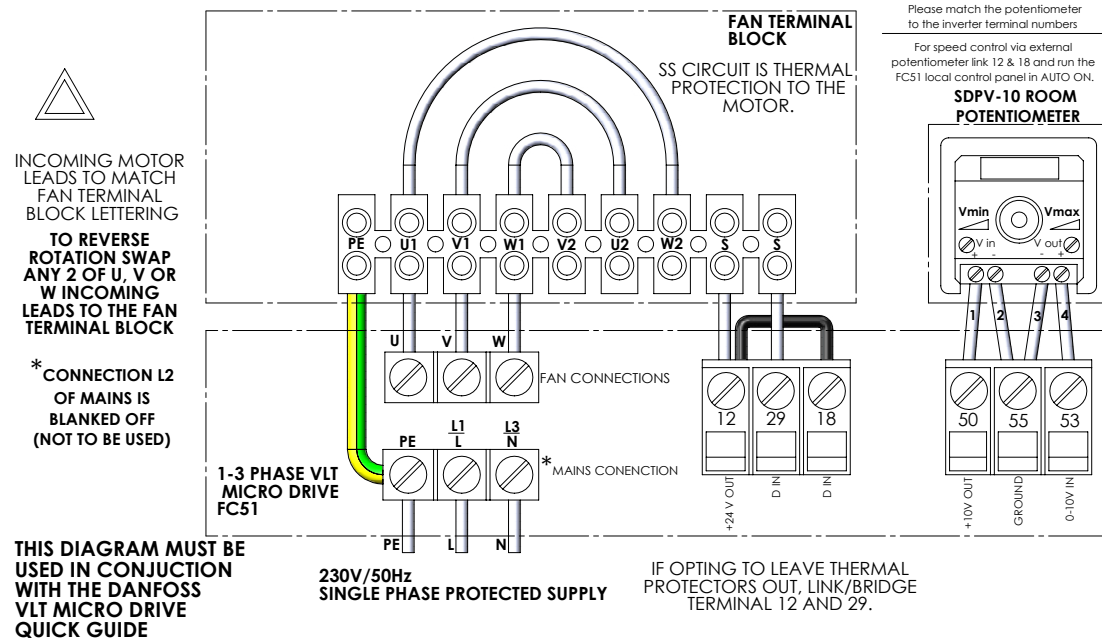 FAN TERMINAL
BLOCK
SS CIRCUIT IS THERMAL
PROTECTION TO THE
MOTOR.
Please match the potentiometer
to the inverter terminal numbers
For speed control via external
potentiometer link 12 & 18 and run the
FC51 local control panel in AUTO ON.
SDPV-10 ROOM
POTENTIOMETER
INCOMING MOTOR
LEADS TO MATCH
FAN TERMINAL
BLOCK LETTERING
TO REVERSE
ROTATION SWAP
ANY 2 OF U, V OR
W INCOMING
LEADS TO THE FAN
TERMINAL BLOCK
*CONNECTION L2
OF MAINS IS
BLANKED OFF
(NOT TO BE USED)
PE U1 V1 W1 V2 U2 W2 S S
Vmin Vmax
V in V out
+ - - +
1 2 3 4
U V W
FAN CONNECTIONS
12 29 18
+24 V OUT
D IN
D IN
50 55 53
+10V OUT
GROUND
0-10V IN
PE L1 L3
L N
*MAINS CONENCTION
1-3 PHASE VLT
MICRO DRIVE
FC51
PE L N
230V/50Hz
SINGLE PHASE PROTECTED SUPPLY
THIS DIAGRAM MUST BE
USED IN CONJUCTION
WITH THE DANFOSS
VLT MICRO DRIVE
QUICK GUIDE
IF OPTING TO LEAVE THERMAL
PROTECTORS OUT, LINK/BRIDGE
TERMINAL 12 AND 29.